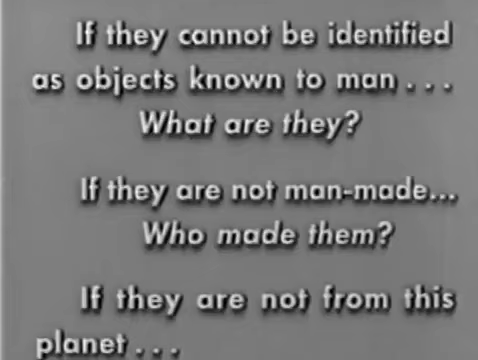 If they cannot be identified
as objects known to man . . .
What are they?
If they are not man-made...
Who made them?
If they are not from this
planet . . .